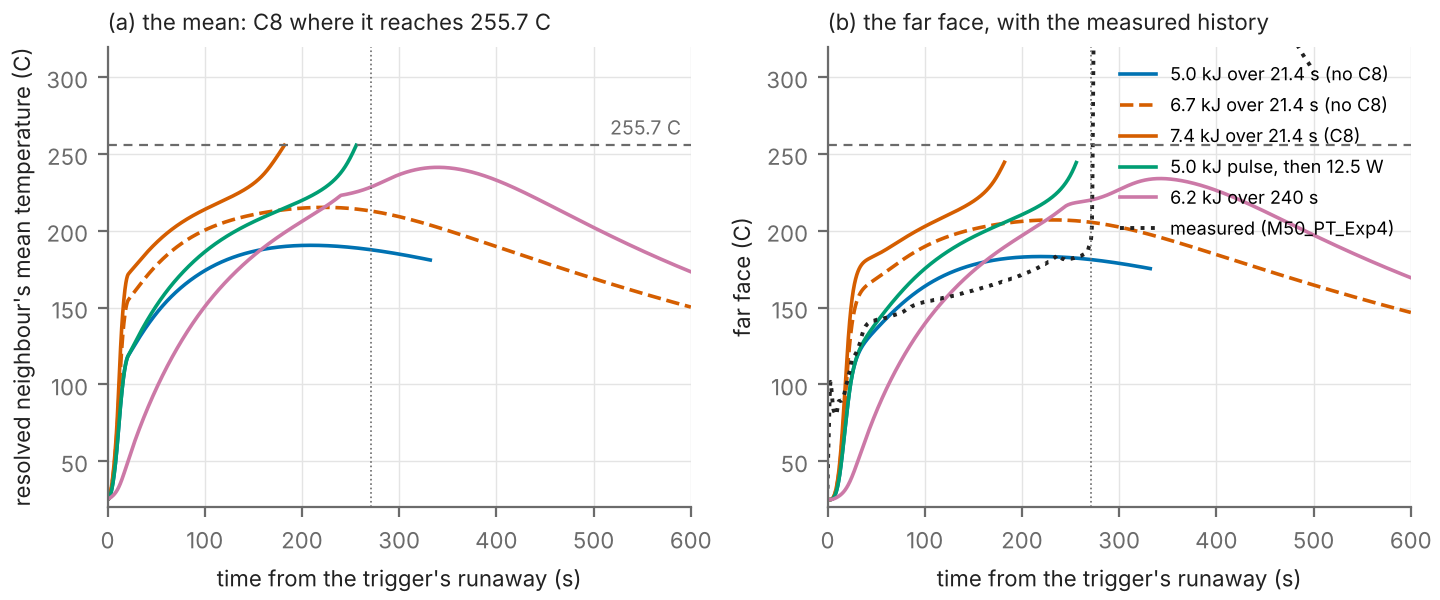 (a) the mean: C8 where it reaches 255.7 C
resolved neighbour's mean temperature (C)
300
250
200
150
100
50
255.7 C
0
100
200
300
400
500
600
time from the trigger's runaway (s)
(b) the far face, with the measured history
far face (C)
300
250
200
150
100
50
5.0 kJ over 21.4 s (no C8)
6.7 kJ over 21.4 s (no C8)
7.4 kJ over 21.4 s (C8)
5.0 kJ pulse, then 12.5 W
6.2 kJ over 240 s
measured (M50_PT_Exp4)
0
100
200
300
400
500
600
time from the trigger's runaway (s)